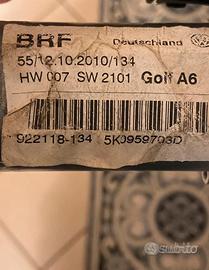 BRF Deutschland
55/12.10.2010/134
HW 007 SW 2101 Golf A6
922118-134 5K0959703D
subito